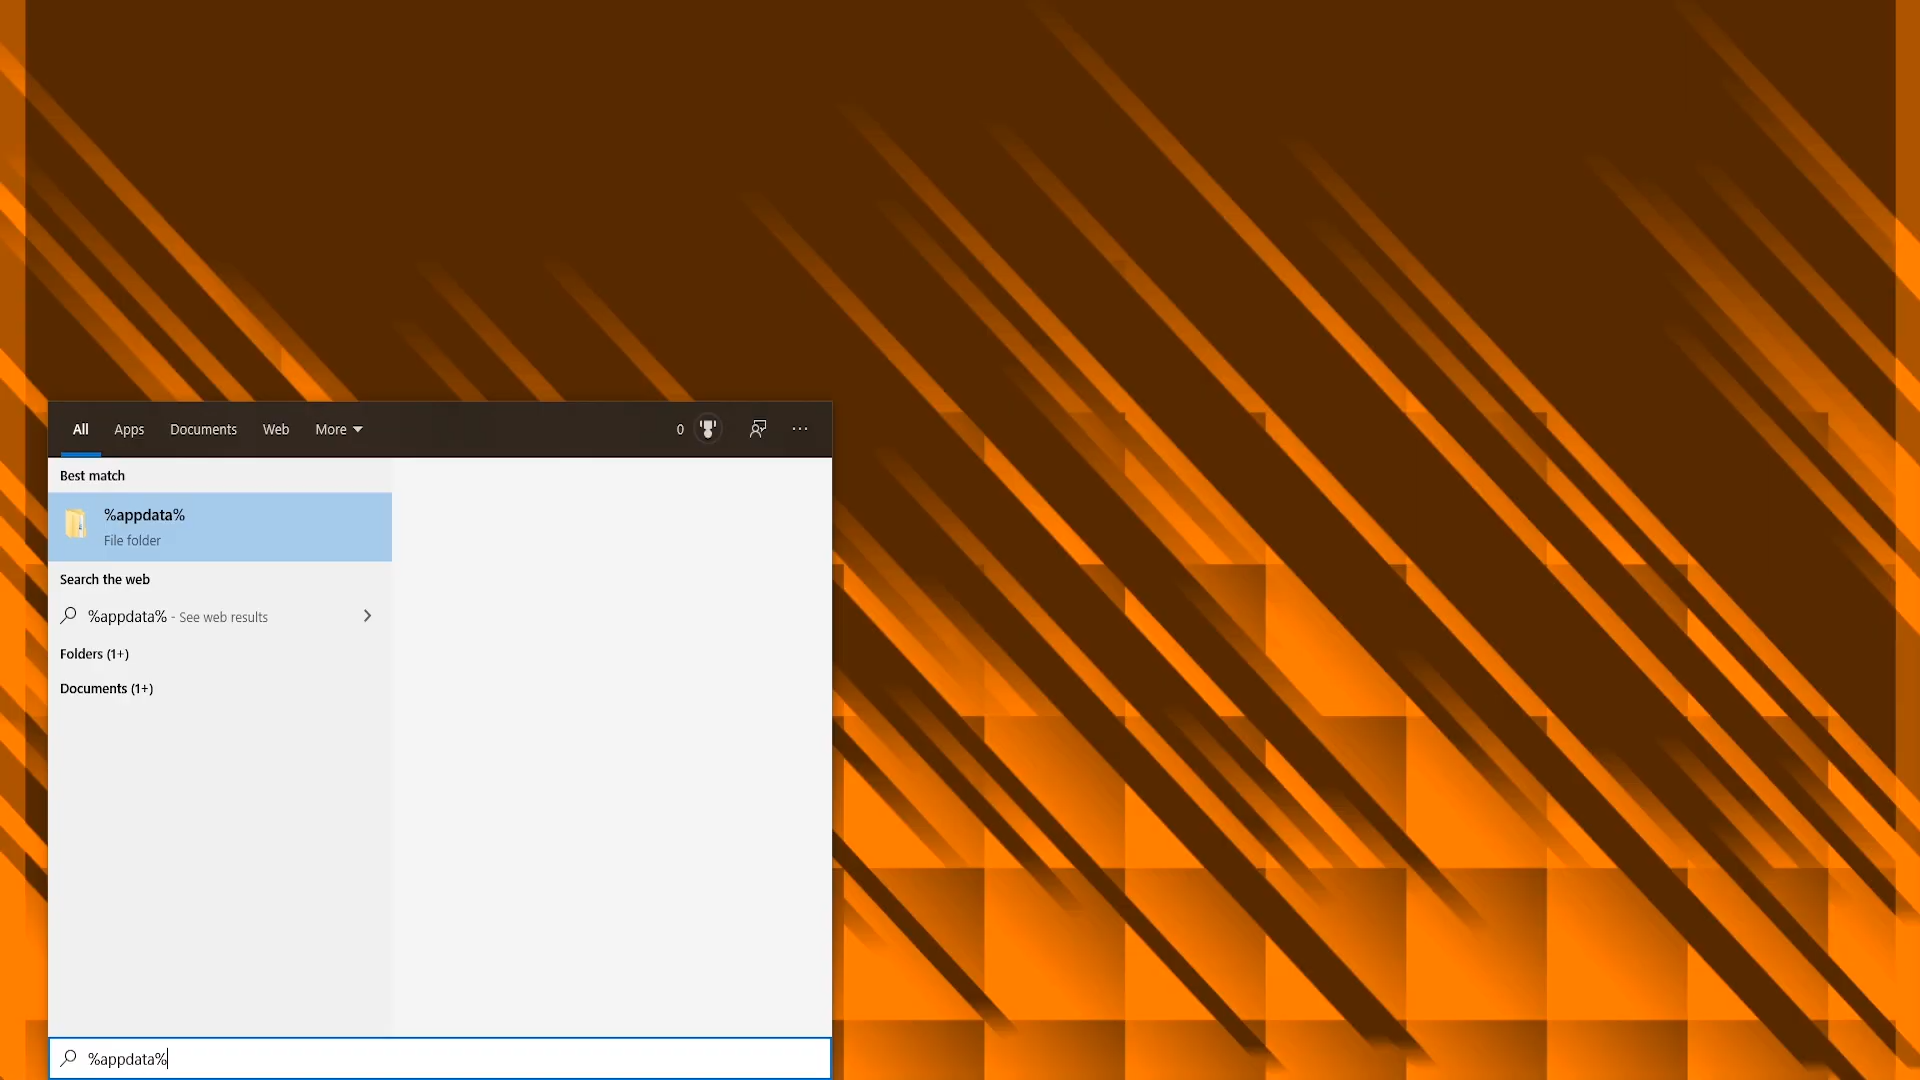 All Apps Documents Web More 0 ...
Best match
%appdata%
File folder
Search the web
%appdata% - See web results
Folders (1+)
Documents (1+)
%appdata%